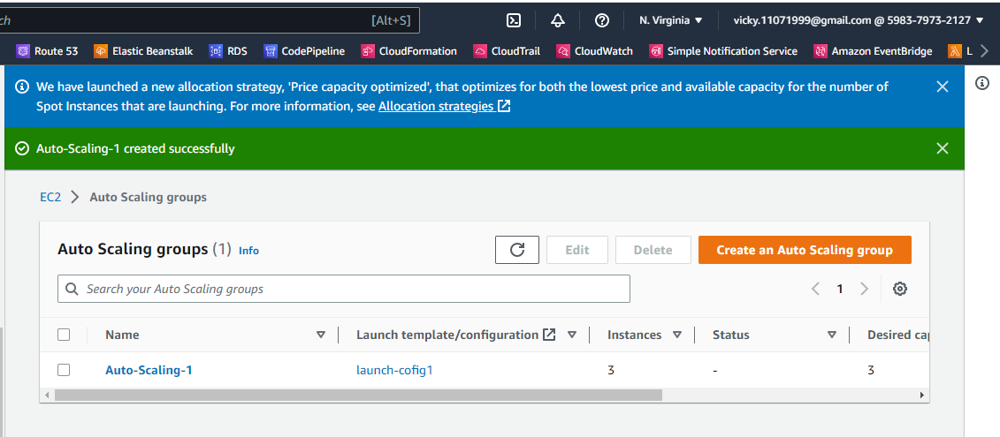 ch [Alt+S] N. Virginia vicky.11071999@gmail.com @ 5983-7973-2127
Route 53 Elastic Beanstalk RDS CodePipeline CloudFormation CloudTrail CloudWatch Simple Notification Service Amazon EventBridge L
We have launched a new allocation strategy, 'Price capacity optimized', that optimizes for both the lowest price and available capacity for the number of
Spot Instances that are launching. For more information, see Allocation strategies
Auto-Scaling-1 created successfully
EC2 Auto Scaling groups
Auto Scaling groups (1) Info Edit Delete Create an Auto Scaling group
Search your Auto Scaling groups 1
Name Launch template/configuration Instances Status Desired cap
Auto-Scaling-1 launch-cofig1 3 - 3